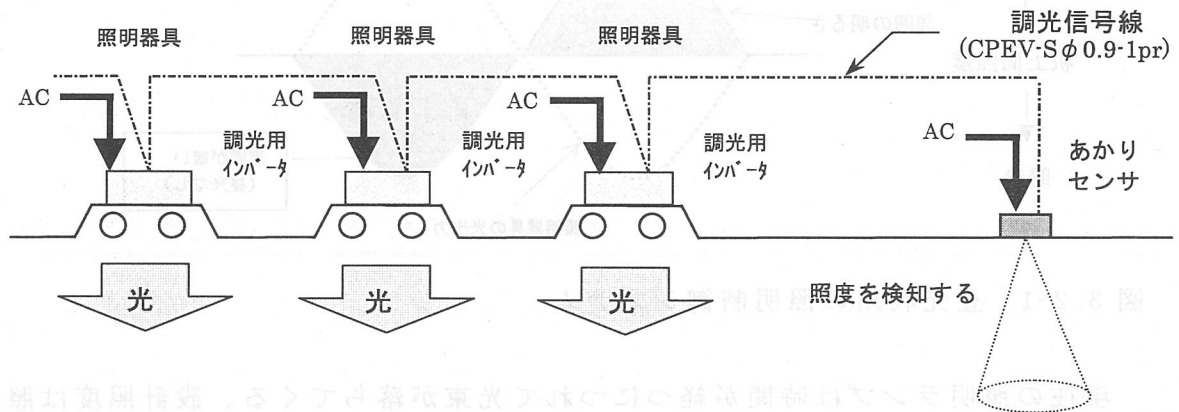 照明器具
照明器具
照明器具
調光信号線
(CPEV-Sφ0.9-1pr)
AC
AC
AC
AC
調光用
インバータ
調光用
インバータ
調光用
インバータ
あかり
センサ
光
光
光
照度を検知する